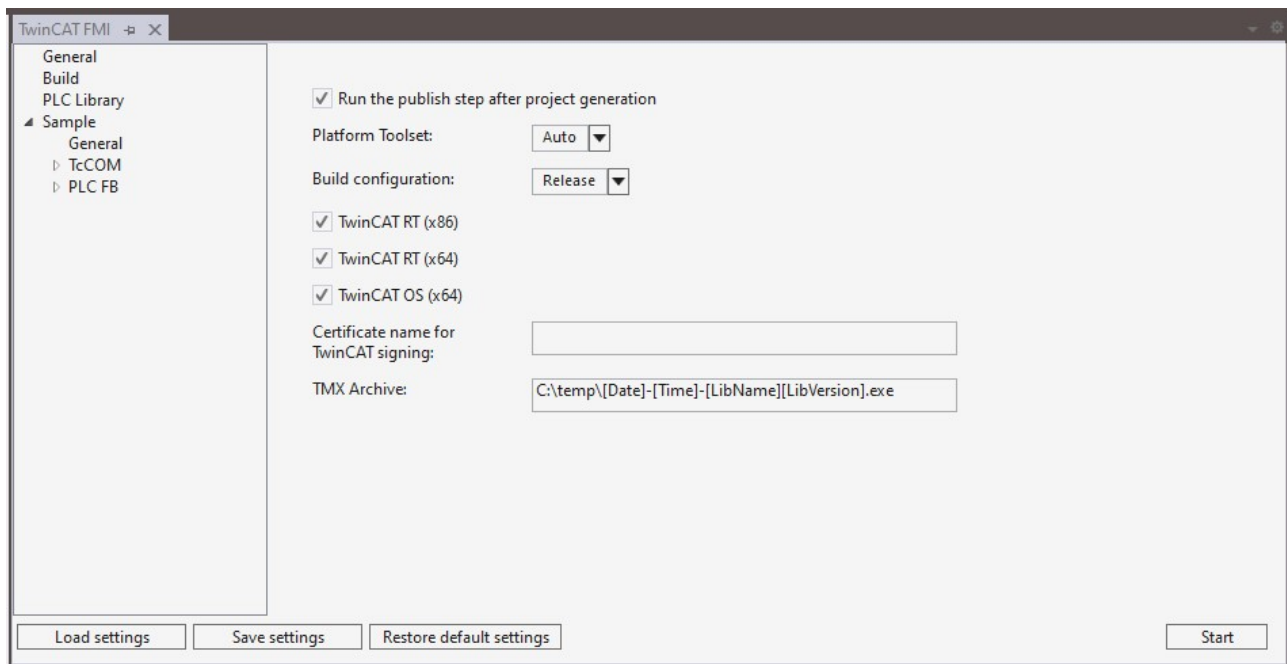 TwinCAT FMI
General
Build
PLC Library
Sample
General
TcCOM
PLC FB
Run the publish step after project generation
Platform Toolset: Auto
Build configuration: Release
TwinCAT RT (x86)
TwinCAT RT (x64)
TwinCAT OS (x64)
Certificate name for
TwinCAT signing:
TMX Archive: C:\temp\[Date]-[Time]-[LibName][LibVersion].exe
Load settings Save settings Restore default settings Start